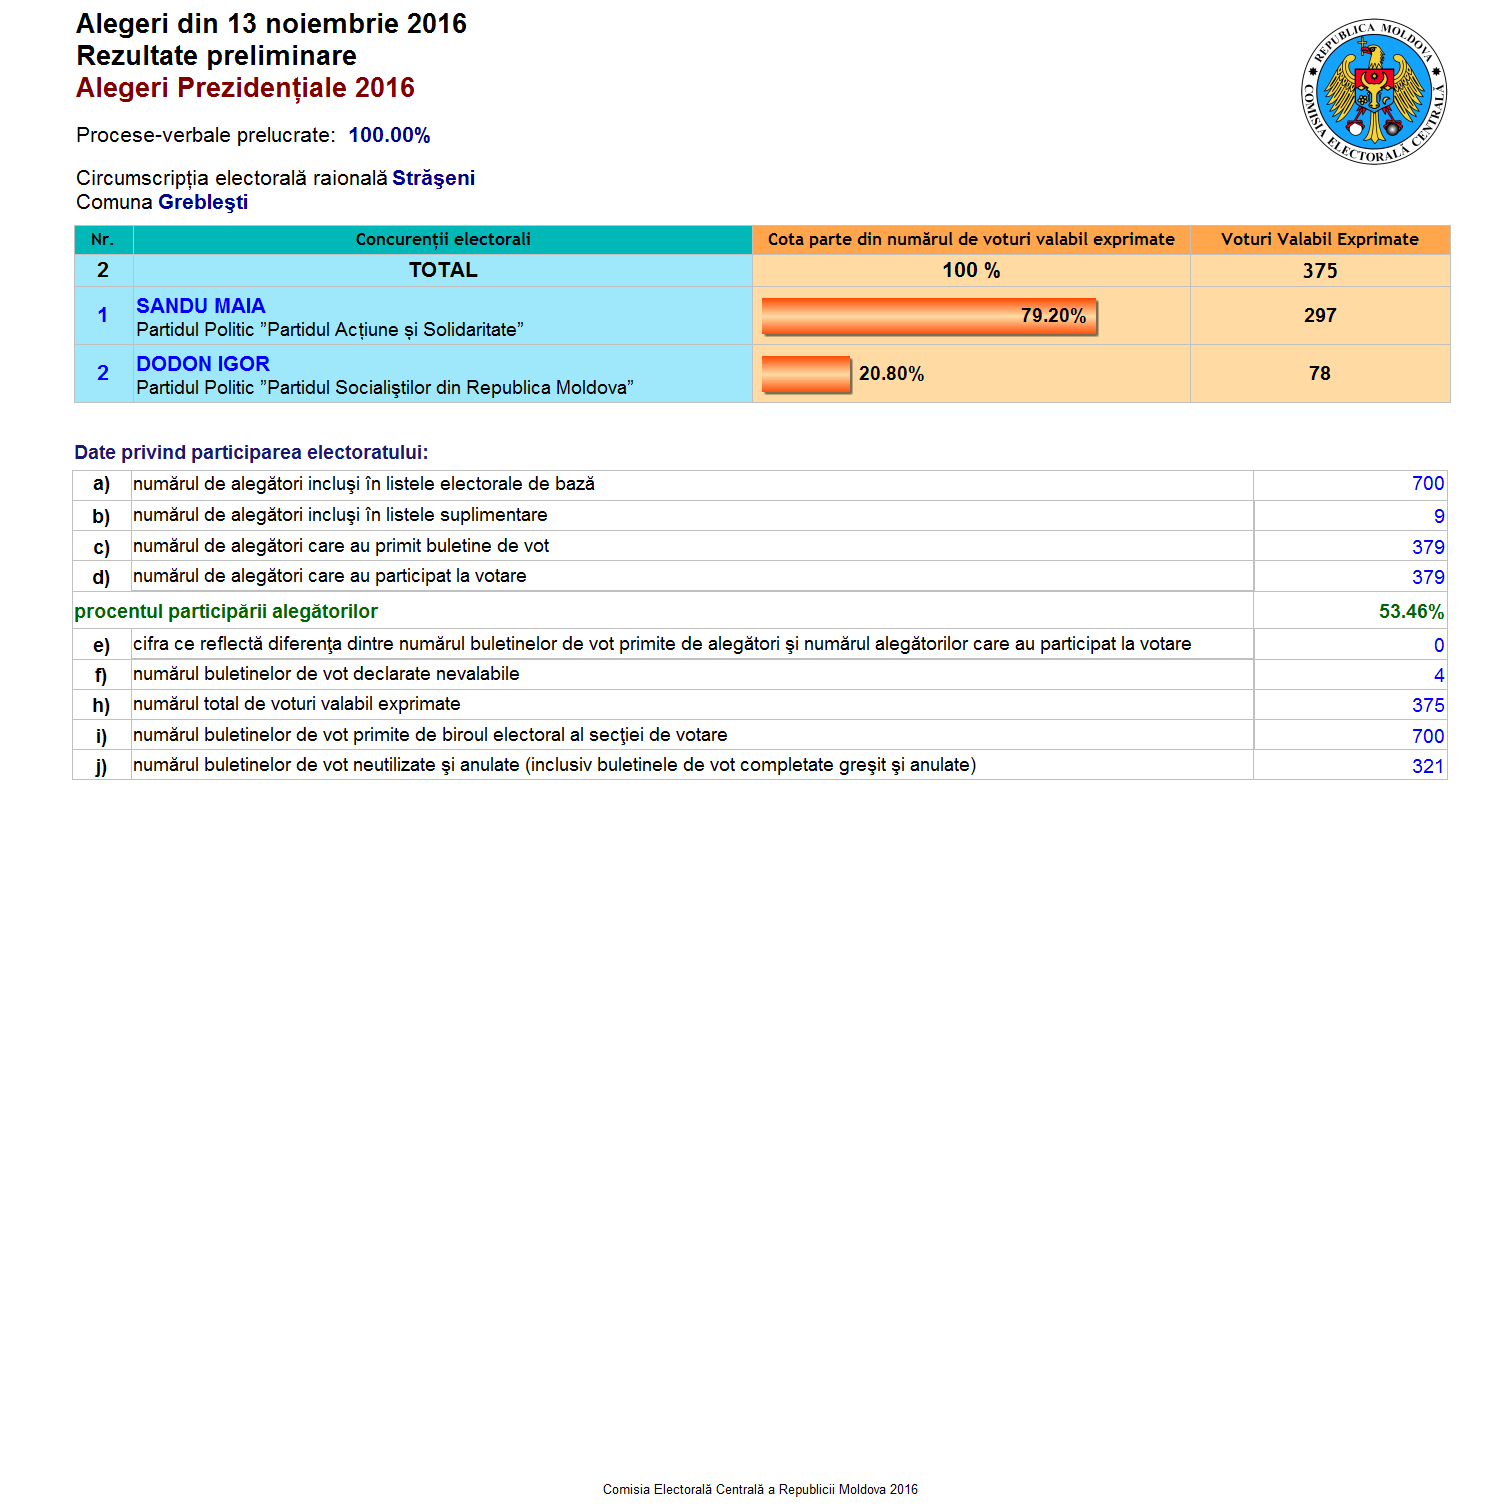 Alegeri din 13 noiembrie 2016
Rezultate preliminare
Alegeri Prezidențiale 2016
REPUBLICA MOLDOVA
COMISIA ELECTORALĂ CENTRALĂ
Procese-verbale prelucrate: 100.00%
Circumscripția electorală raională Străşeni
Comuna Grebleşti
Nr. Concurenții electorali Cota parte din numărul de voturi valabil exprimate Voturi Valabil Exprimate
2 TOTAL 100 % 375
1 SANDU MAIA 79.20% 297
Partidul Politic ”Partidul Acțiune și Solidaritate”
2 DODON IGOR 20.80% 78
Partidul Politic ”Partidul Socialiştilor din Republica Moldova”
Date privind participarea electoratului:
a) numărul de alegători incluşi în listele electorale de bază 700
b) numărul de alegători incluşi în listele suplimentare 9
c) numărul de alegători care au primit buletine de vot 379
d) numărul de alegători care au participat la votare 379
procentul participării alegătorilor 53.46%
e) cifra ce reflectă diferenţa dintre numărul buletinelor de vot primite de alegători şi numărul alegătorilor care au participat la votare 0
f) numărul buletinelor de vot declarate nevalabile 4
h) numărul total de voturi valabil exprimate 375
i) numărul buletinelor de vot primite de biroul electoral al secţiei de votare 700
j) numărul buletinelor de vot neutilizate şi anulate (inclusiv buletinele de vot completate greşit şi anulate) 321
Comisia Electorală Centrală a Republicii Moldova 2016